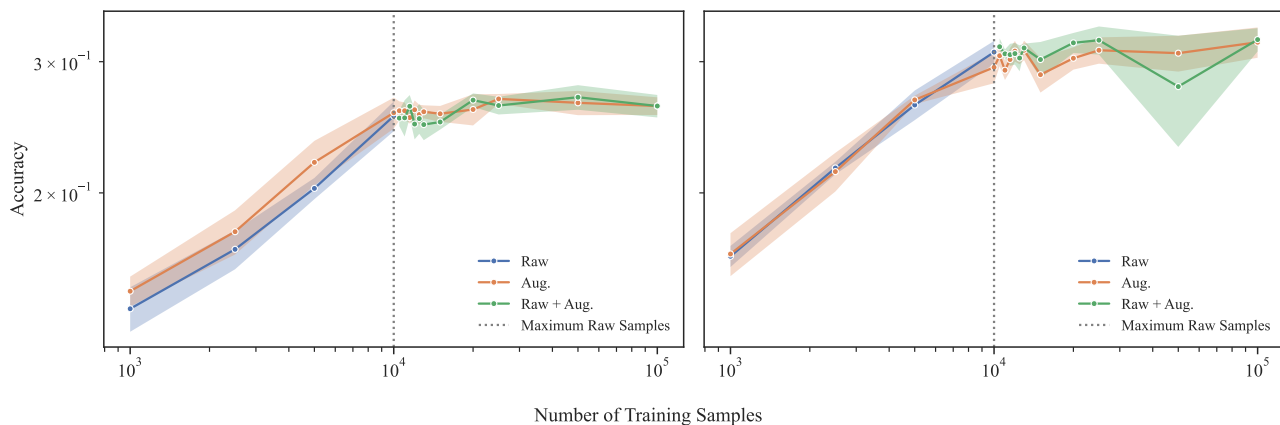 Accuracy
3 × 10⁻¹
2 × 10⁻¹
Raw
Aug.
Raw + Aug.
Maximum Raw Samples
10³
10⁴
10⁵
Raw
Aug.
Raw + Aug.
Maximum Raw Samples
10³
10⁴
10⁵
Number of Training Samples